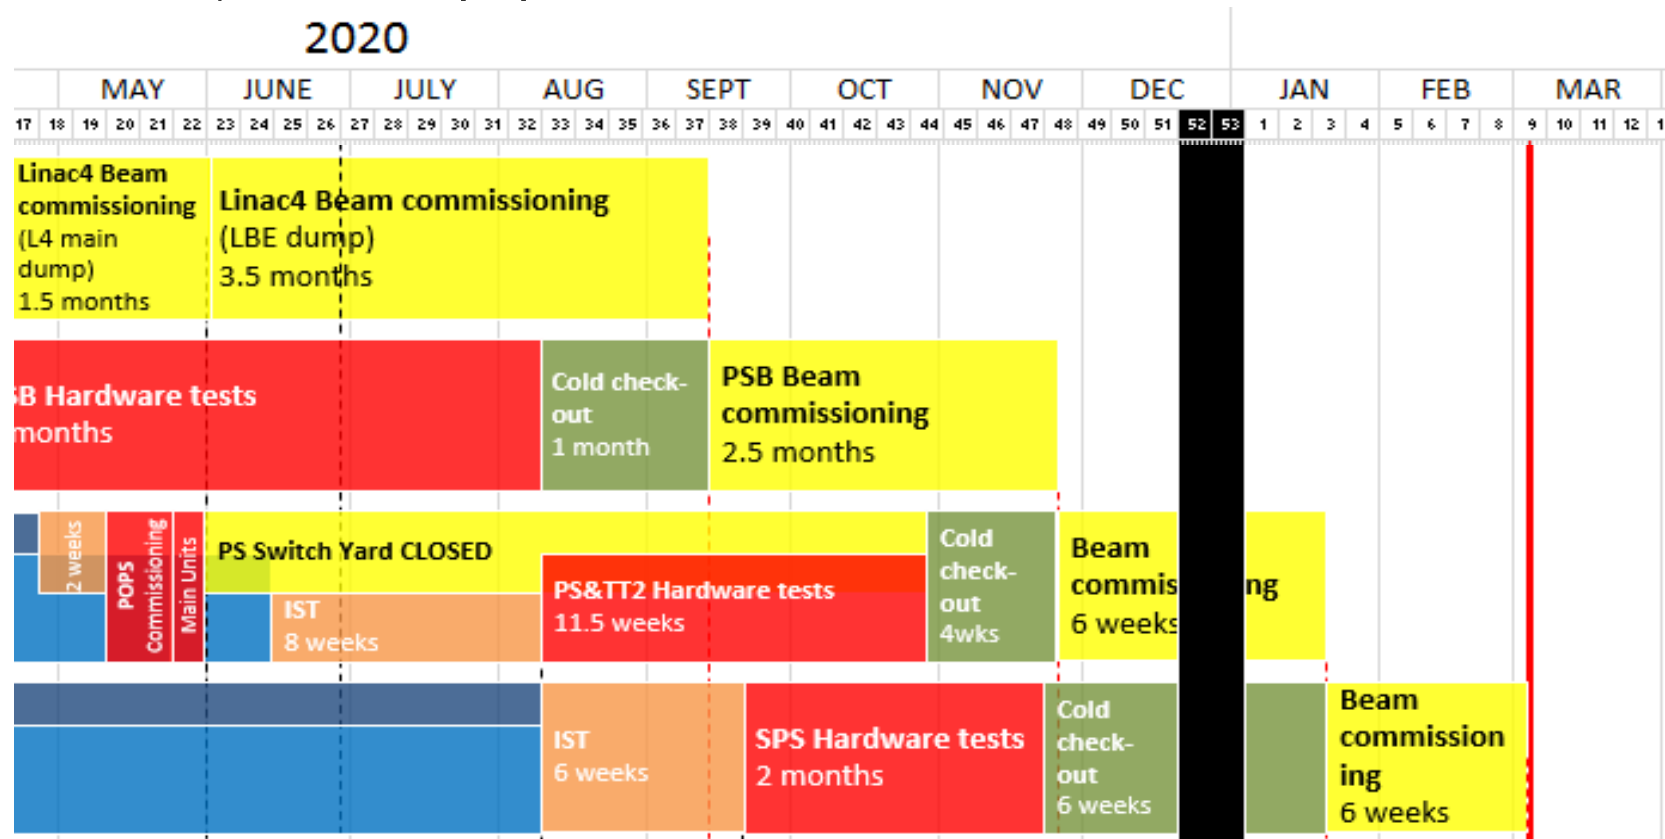 2020
MAY JUNE JULY AUG SEPT OCT NOV DEC JAN FEB MAR
17 18 19 20 21 22 23 24 25 26 27 28 29 30 31 32 33 34 35 36 37 38 39 40 41 42 43 44 45 46 47 48 49 50 51 52 53 1 2 3 4 5 6 7 8 9 10 11 12 1
Linac4 Beam
commissioning
(L4 main
dump)
1.5 months
Linac4 Beam commissioning
(LBE dump)
3.5 months
SB Hardware tests
months
Cold check-
out
1 month
PSB Beam
commissioning
2.5 months
2 weeks
POPS
Commissioning
Main Units
PS Switch Yard CLOSED
IST
8 weeks
PS&TT2 Hardware tests
11.5 weeks
Cold
check-
out
4wks
Beam
commis ng
6 weeks
IST
6 weeks
SPS Hardware tests
2 months
Cold
check-
out
6 weeks
Beam
commission
ing
6 weeks